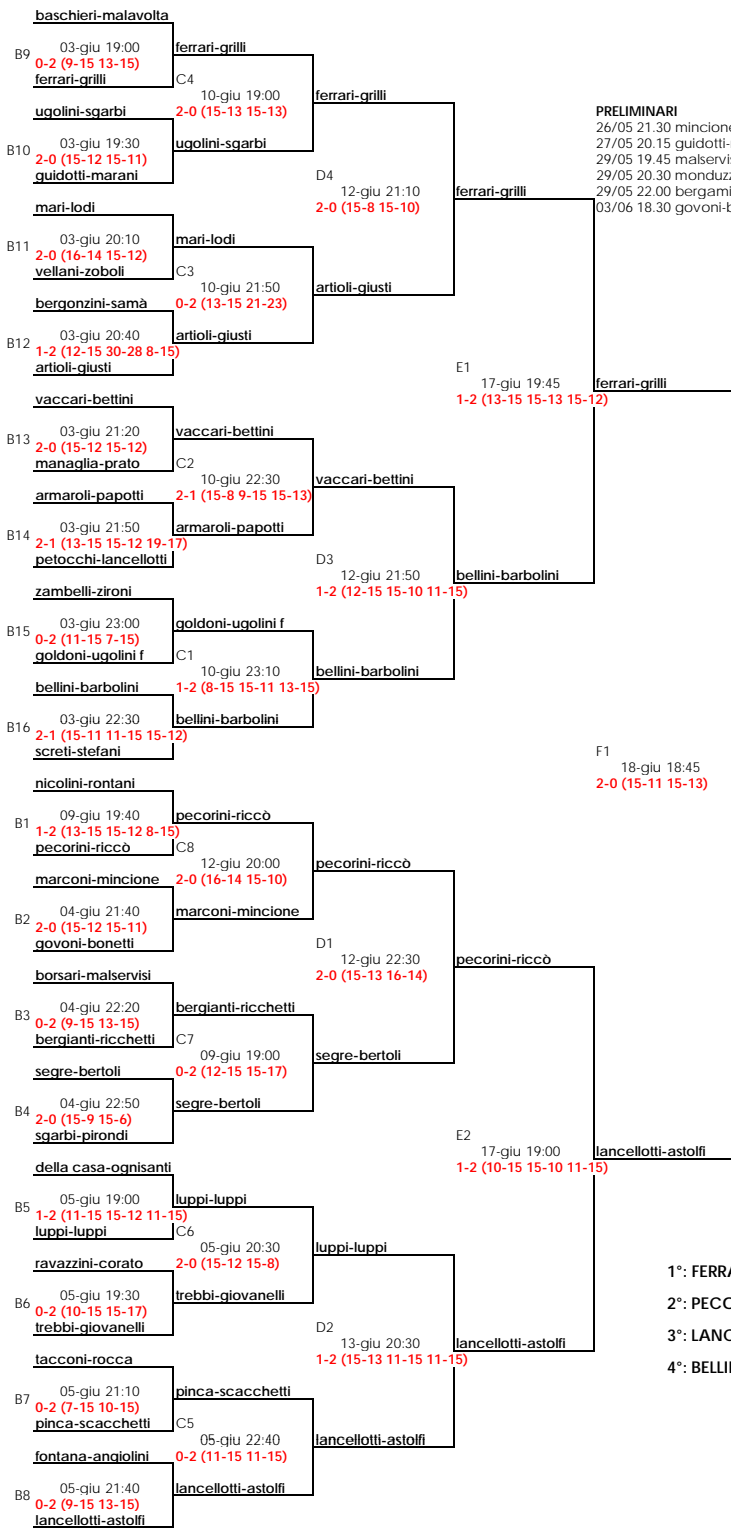 baschieri-malavolta
B9
03-giu 19:00
0-2 (9-15 13-15)
ferrari-grilli
ferrari-grilli
C4
10-giu 19:00
2-0 (15-13 15-13)
ferrari-grilli
ugolini-sgarbi
B10
03-giu 19:30
2-0 (15-12 15-11)
guidotti-marani
ugolini-sgarbi
D4
12-giu 21:10
2-0 (15-8 15-10)
ferrari-grilli
PRELIMINARI
26/05 21.30 mincione
27/05 20.15 guidotti-
29/05 19.45 malservis
29/05 20.30 monduzz
29/05 22.00 bergami
03/06 18.30 govoni-b
mari-lodi
B11
03-giu 20:10
2-0 (16-14 15-12)
vellani-zoboli
mari-lodi
C3
10-giu 21:50
0-2 (13-15 21-23)
artioli-giusti
bergonzini-samà
B12
03-giu 20:40
1-2 (12-15 30-28 8-15)
artioli-giusti
artioli-giusti
E1
17-giu 19:45
1-2 (13-15 15-13 15-12)
ferrari-grilli
vaccari-bettini
B13
03-giu 21:20
2-0 (15-12 15-12)
managlia-prato
vaccari-bettini
C2
10-giu 22:30
2-1 (15-8 9-15 15-13)
vaccari-bettini
armaroli-papotti
B14
03-giu 21:50
2-1 (13-15 15-12 19-17)
petocchi-lancellotti
armaroli-papotti
D3
12-giu 21:50
1-2 (12-15 15-10 11-15)
bellini-barbolini
zambelli-zironi
B15
03-giu 23:00
0-2 (11-15 7-15)
goldoni-ugolini f
goldoni-ugolini f
C1
10-giu 23:10
1-2 (8-15 15-11 13-15)
bellini-barbolini
bellini-barbolini
B16
03-giu 22:30
2-1 (15-11 11-15 15-12)
screti-stefani
bellini-barbolini
F1
18-giu 18:45
2-0 (15-11 15-13)
nicolini-rontani
B1
09-giu 19:40
1-2 (13-15 15-12 8-15)
pecorini-riccò
pecorini-riccò
C8
12-giu 20:00
2-0 (16-14 15-10)
pecorini-riccò
marconi-mincione
B2
04-giu 21:40
2-0 (15-12 15-11)
govoni-bonetti
marconi-mincione
D1
12-giu 22:30
2-0 (15-13 16-14)
pecorini-riccò
borsari-malservisi
B3
04-giu 22:20
0-2 (9-15 13-15)
bergianti-ricchetti
bergianti-ricchetti
C7
09-giu 19:00
0-2 (12-15 15-17)
segre-bertoli
segre-bertoli
B4
04-giu 22:50
2-0 (15-9 15-6)
sgarbi-pirondi
segre-bertoli
E2
17-giu 19:00
1-2 (10-15 15-10 11-15)
lancellotti-astolfi
della casa-ognisanti
B5
05-giu 19:00
1-2 (11-15 15-12 11-15)
luppi-luppi
luppi-luppi
C6
05-giu 20:30
2-0 (15-12 15-8)
luppi-luppi
ravazzini-corato
B6
05-giu 19:30
0-2 (10-15 15-17)
trebbi-giovanelli
trebbi-giovanelli
D2
13-giu 20:30
1-2 (15-13 11-15 11-15)
lancellotti-astolfi
tacconi-rocca
B7
05-giu 21:10
0-2 (7-15 10-15)
pinca-scacchetti
pinca-scacchetti
C5
05-giu 22:40
0-2 (11-15 11-15)
lancellotti-astolfi
fontana-angiolini
B8
05-giu 21:40
0-2 (9-15 13-15)
lancellotti-astolfi
lancellotti-astolfi
1°: FERRA
2°: PECO
3°: LANC
4°: BELLI